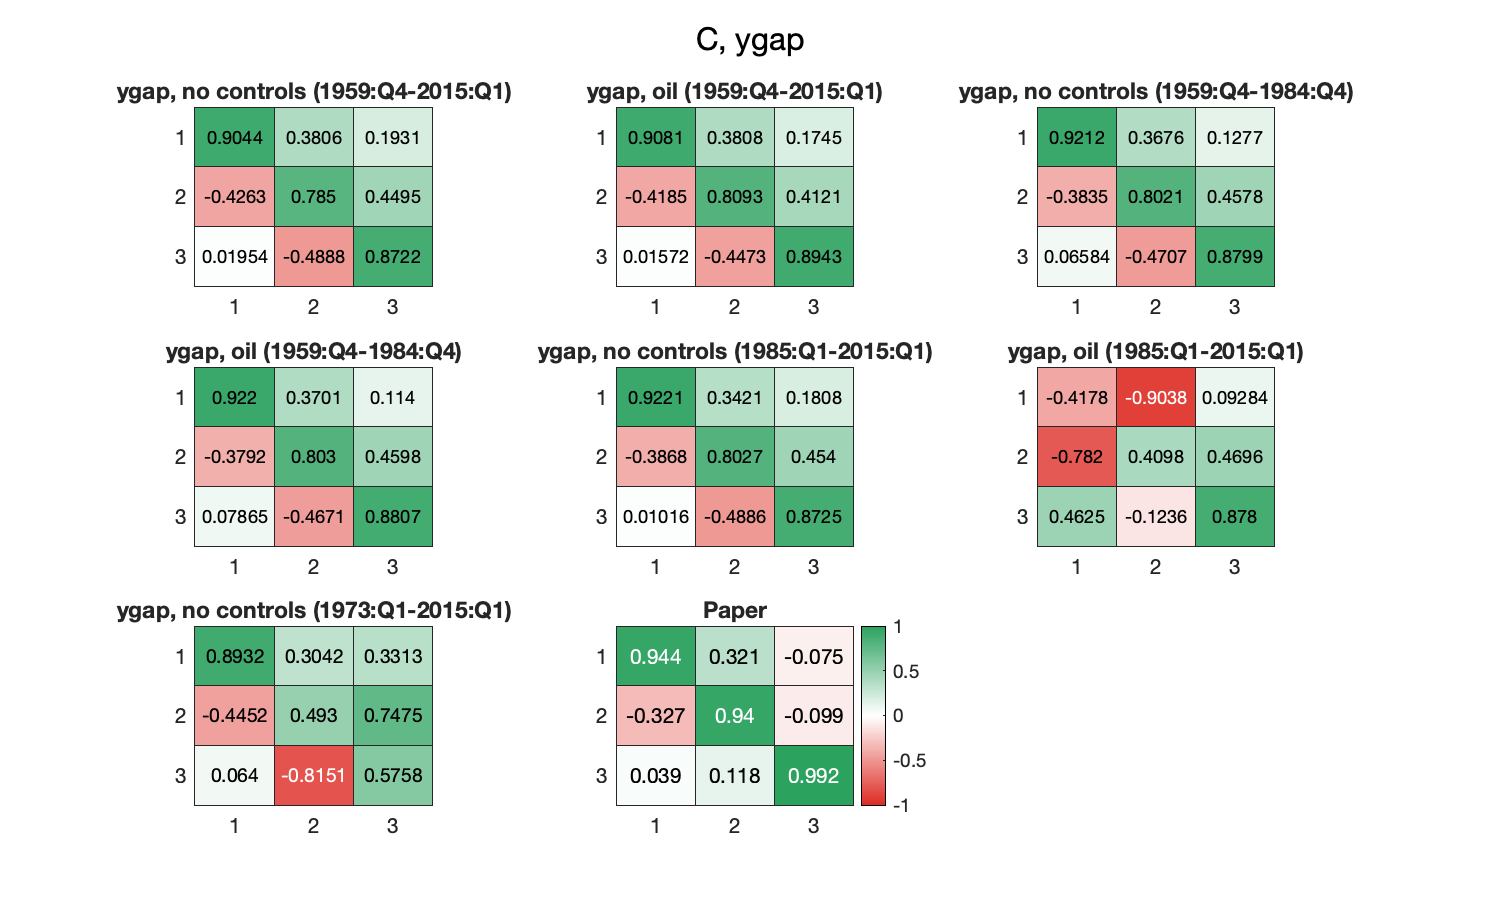 C, ygap
ygap, no controls (1959:Q4-2015:Q1)
1 0.9044 0.3806 0.1931
2 -0.4263 0.785 0.4495
3 0.01954 -0.4888 0.8722
1 2 3
ygap, oil (1959:Q4-2015:Q1)
1 0.9081 0.3808 0.1745
2 -0.4185 0.8093 0.4121
3 0.01572 -0.4473 0.8943
1 2 3
ygap, no controls (1959:Q4-1984:Q4)
1 0.9212 0.3676 0.1277
2 -0.3835 0.8021 0.4578
3 0.06584 -0.4707 0.8799
1 2 3
ygap, oil (1959:Q4-1984:Q4)
1 0.922 0.3701 0.114
2 -0.3792 0.803 0.4598
3 0.07865 -0.4671 0.8807
1 2 3
ygap, no controls (1985:Q1-2015:Q1)
1 0.9221 0.3421 0.1808
2 -0.3868 0.8027 0.454
3 0.01016 -0.4886 0.8725
1 2 3
ygap, oil (1985:Q1-2015:Q1)
1 -0.4178 -0.9038 0.09284
2 -0.782 0.4098 0.4696
3 0.4625 -0.1236 0.878
1 2 3
ygap, no controls (1973:Q1-2015:Q1)
1 0.8932 0.3042 0.3313
2 -0.4452 0.493 0.7475
3 0.064 -0.8151 0.5758
1 2 3
Paper
1 0.944 0.321 -0.075
2 -0.327 0.94 -0.099
3 0.039 0.118 0.992
1 2 3
1
0.5
0
-0.5
-1